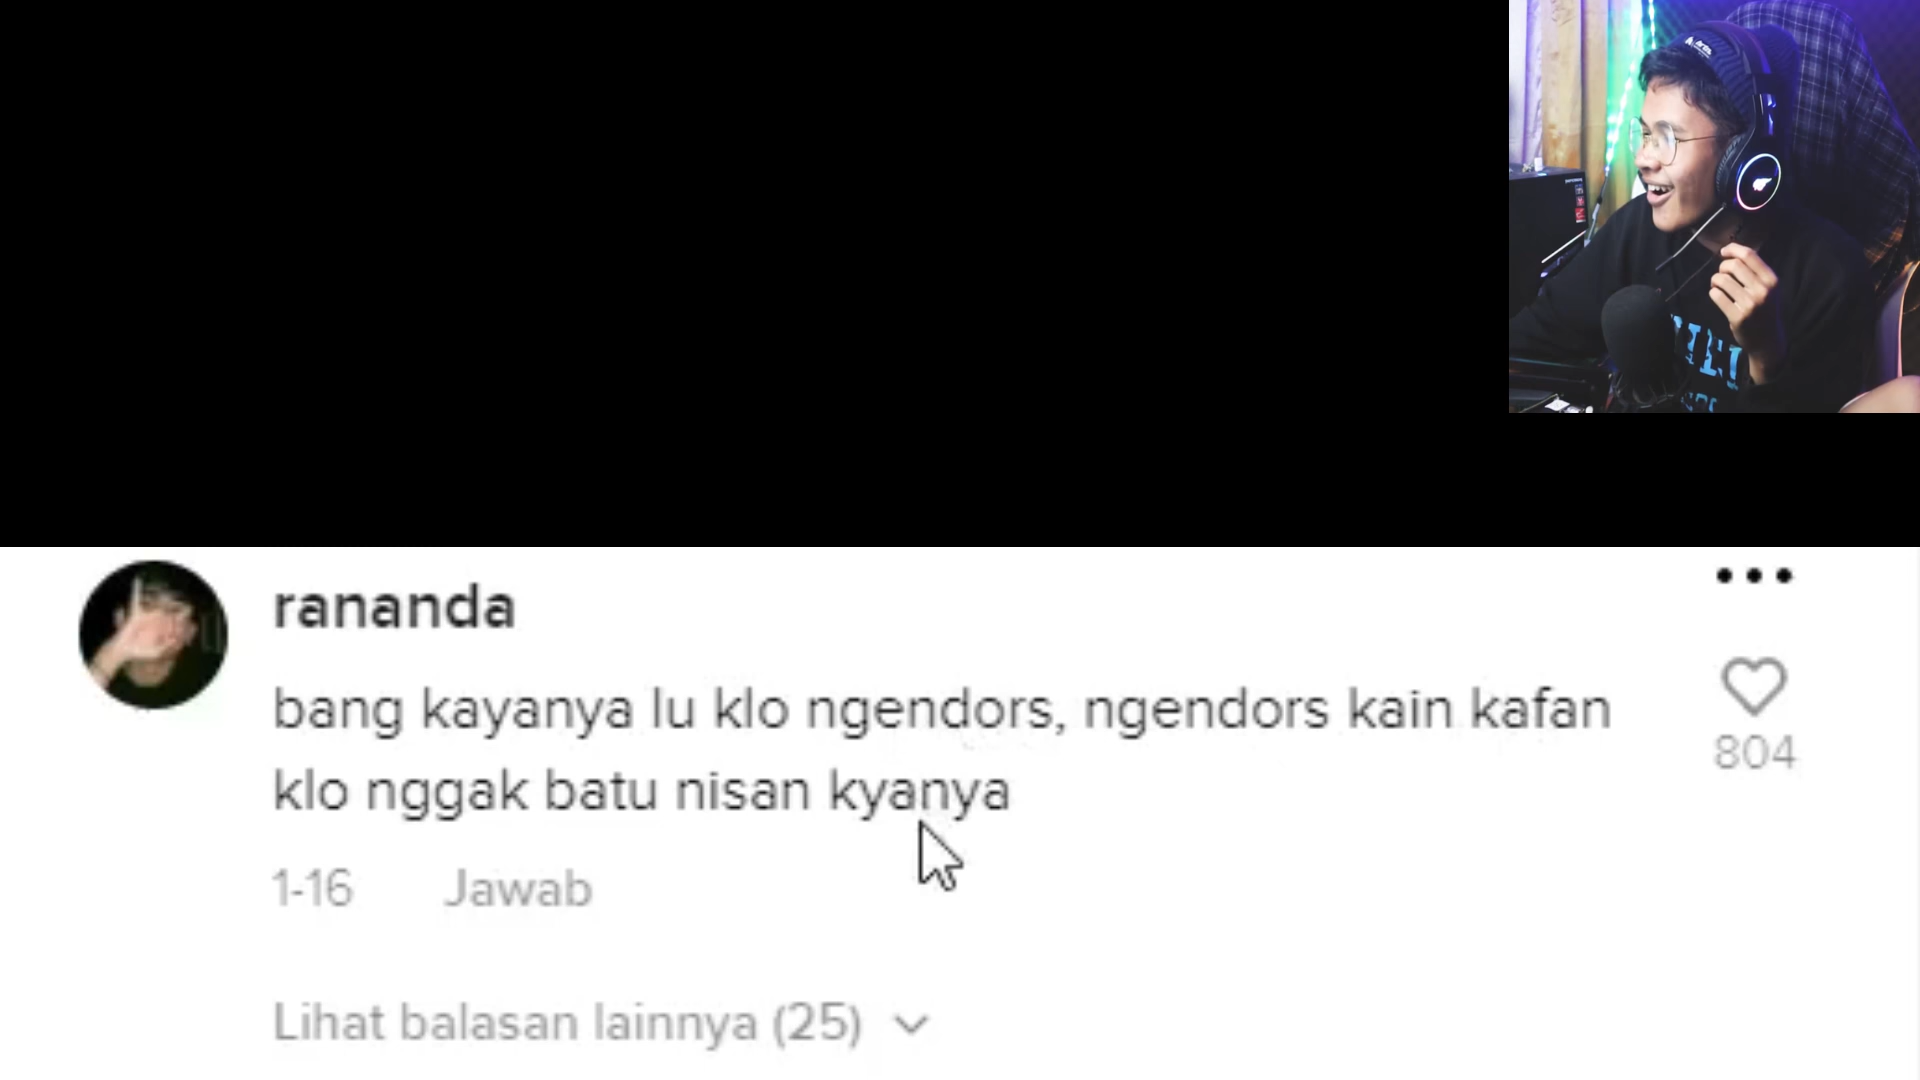 rananda
bang kayanya lu klo ngendors, ngendors kain kafan
klo nggak batu nisan kyanya
804
1-16 Jawab
Lihat balasan lainnya (25)